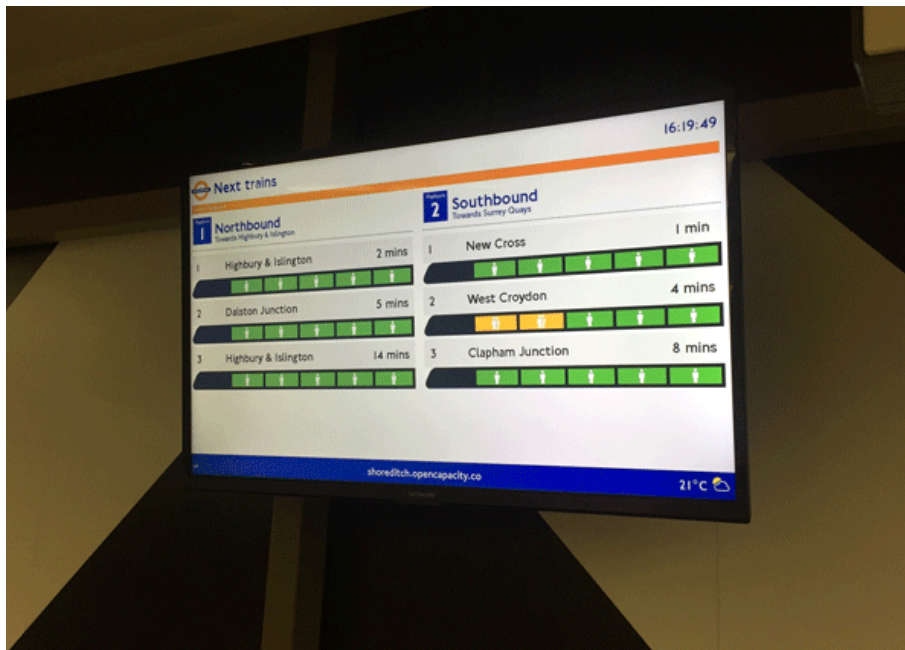 16:19:49
Next trains
Platform
1
Northbound
Towards Highbury & Islington
1 Highbury & Islington 2 mins
2 Dalston Junction 5 mins
3 Highbury & Islington 14 mins
Platform
2
Southbound
Towards Surrey Quays
1 New Cross 1 min
2 West Croydon 4 mins
3 Clapham Junction 8 mins
shoreditch.opencapacity.co
21°C